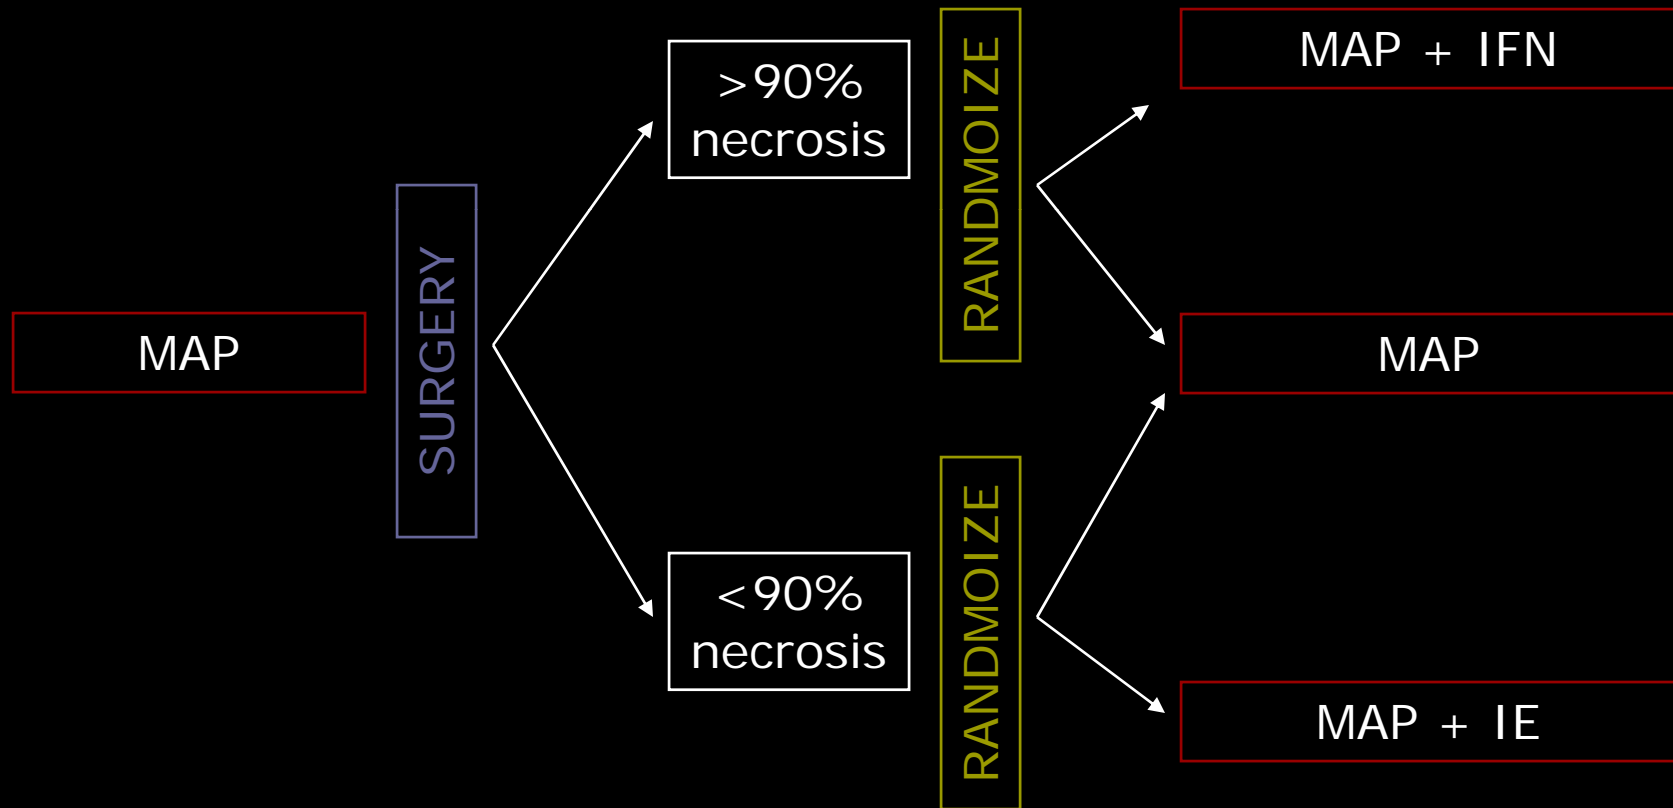 MAP
SURGERY
>90%
necrosis
<90%
necrosis
RANDMOIZE
RANDMOIZE
MAP + IFN
MAP
MAP + IE